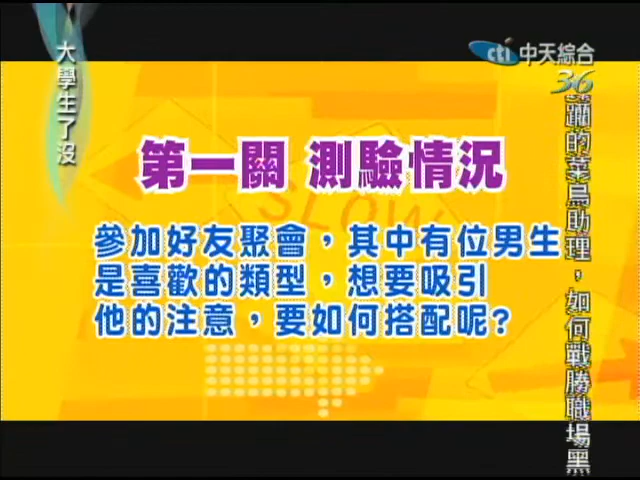 大學生了沒
cti 中天綜合
36
第一關 測驗情況
參加好友聚會，其中有位男生
是喜歡的類型，想要吸引
他的注意，要如何搭配呢?
SLOW
躪的菜鳥助理，如何戰勝職場黑